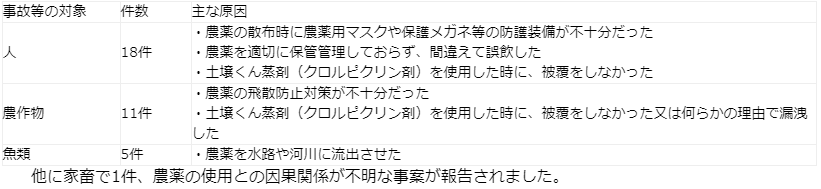 事故等の対象 件数 主な原因
・農薬の散布時に農薬用マスクや保護メガネ等の防護装備が不十分だった
人 18件 ・農薬を適切に保管管理しておらず、間違えて誤飲した
・土壌くん蒸剤（クロルピクリン剤）を使用した時に、被覆をしなかった
・農薬の飛散防止対策が不十分だった
農作物 11件 ・土壌くん蒸剤（クロルピクリン剤）を使用した時に、被覆をしなかった又は何らかの理由で漏洩
した
魚類 5件 ・農薬を水路や河川に流出させた
他に家畜で1件、農薬の使用との因果関係が不明な事案が報告されました。